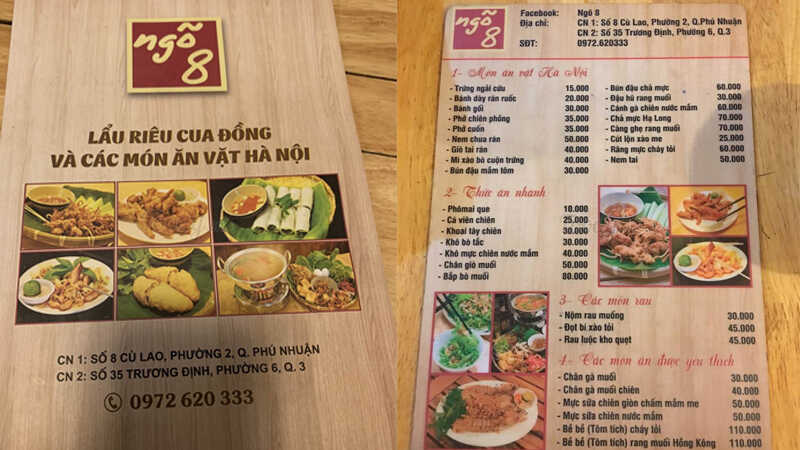 ngõ
8
LẨU RIÊU CUA ĐỒNG
VÀ CÁC MÓN ĂN VẶT HÀ NỘI
CN 1: SỐ 8 CÙ LAO, PHƯỜNG 2, Q. PHÚ NHUẬN
CN 2: SỐ 35 TRƯƠNG ĐỊNH, PHƯỜNG 6, Q. 3
0972 620 333
ngõ
8
Facebook: Ngõ 8
Địa chỉ: CN 1: Số 8 Cù Lao, Phường 2, Q.Phú Nhuận
CN 2: Số 35 Trương Định, Phường 6, Q.3
SĐT: 0972.620333
1- Món ăn vặt Hà Nội
- Trứng ngải cứu 15.000
- Bánh dày rán ruốc 20.000
- Bánh gối 30.000
- Phở chiên phồng 35.000
- Phở cuốn 35.000
- Nem chua rán 50.000
- Giò tai rán 40.000
- Mì xào bò cuộn trứng 40.000
- Bún đậu mắm tôm 30.000
- Bún đậu chả mực 60.000
- Đậu hũ rang muối 30.000
- Cánh gà chiên nước mắm 60.000
- Chả mực Hạ Long 70.000
- Càng ghẹ rang muối 70.000
- Cút lộn xào me 25.000
- Răng mực cháy tỏi 60.000
- Nem tai 50.000
2- Thức ăn nhanh
- Phômai que 10.000
- Cá viên chiên 25.000
- Khoai tây chiên 30.000
- Khô bò tắc 30.000
- Khô mực chiên nước mắm 40.000
- Chân giò muối 50.000
- Bắp bò muối 80.000
3- Các món rau
- Nộm rau muống 30.000
- Đọt bí xào tỏi 45.000
- Rau luộc kho quẹt 45.000
4- Các món ăn được yêu thích
- Chân gà muối 30.000
- Chân gà muối chiên 40.000
- Mực sữa chiên giòn chấm mắm me 50.000
- Mực sữa chiên nước mắm 50.000
- Bề bề (Tôm tích) cháy tỏi 110.000
- Bề bề (Tôm tích) rang muối Hồng Kông 110.000